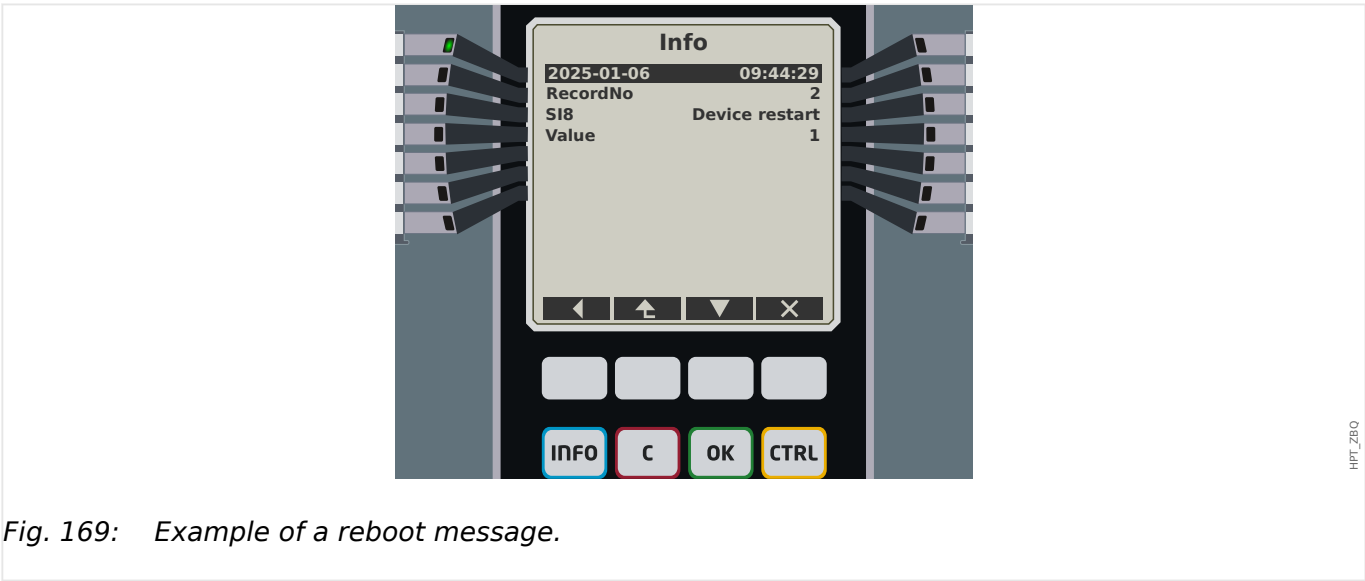 Info
2025-01-06 09:44:29
RecordNo 2
SI8 Device restart
Value 1
INFO C OK CTRL
HPT_ZBQ
Fig. 169: Example of a reboot message.